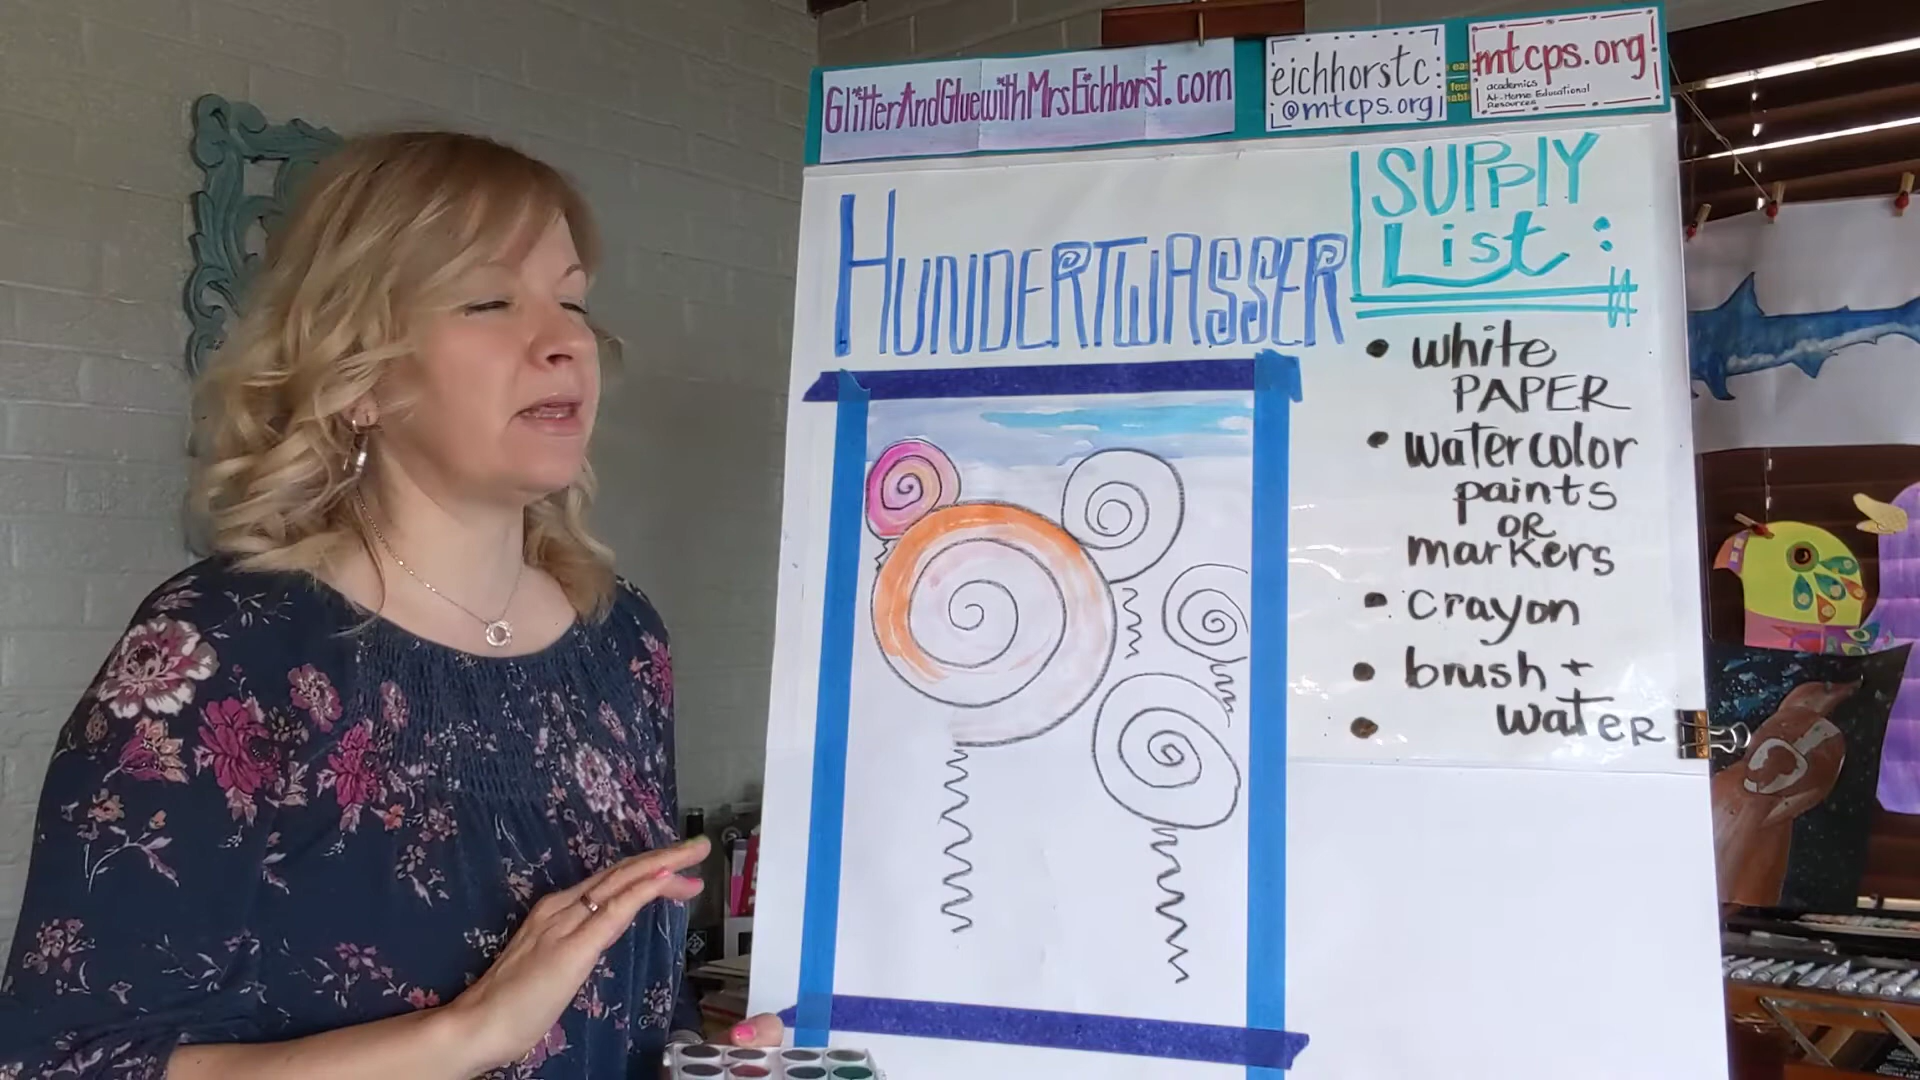 GlitterAndGluewithMrsEichhorst.com
eichhorstc
@mtcps.org
mtcps.org
academics
At-Home Educational
Resources
HUNDERTWASSER
SUPPLY
List:
• white
PAPER
• watercolor
paints
OR
markers
• crayon
• brush +
• water